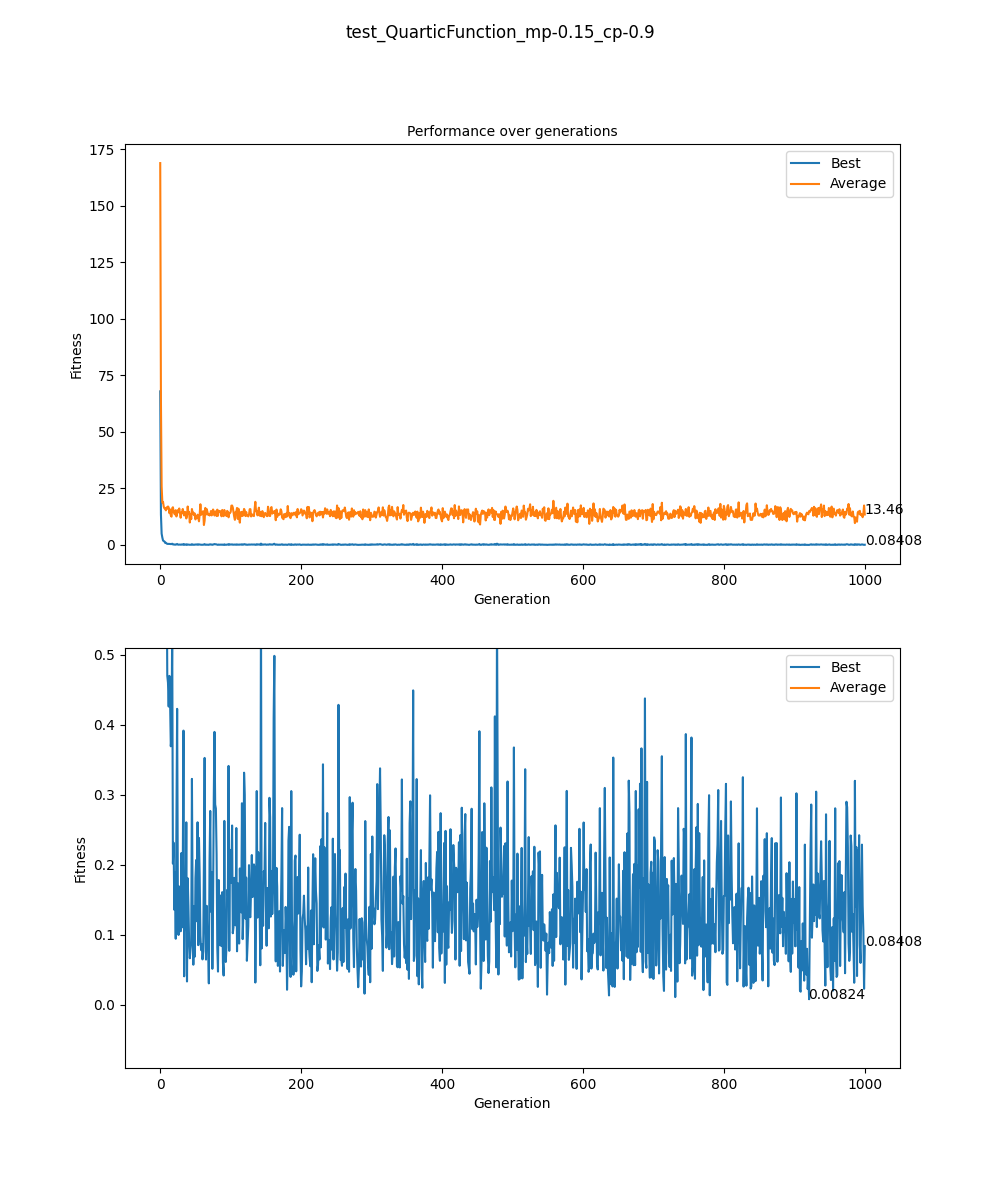 test_QuarticFunction_mp-0.15_cp-0.9
Performance over generations
175
150
125
100
75
50
25
0
Fitness
Best
Average
13.46
0.08408
0 200 400 600 800 1000
Generation
0.5
0.4
0.3
0.2
0.1
0.0
Fitness
Best
Average
0.08408
0.00824
0 200 400 600 800 1000
Generation